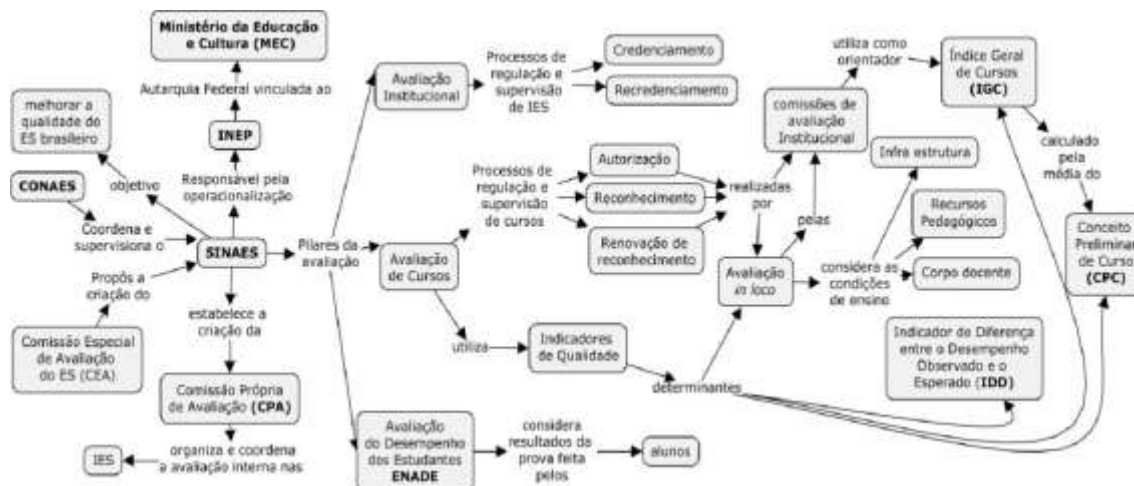 Ministério da Educação
e Cultura (MEC)
Autarquia Federal vinculada ao
INEP
Responsável pela
operacionalização
melhorar a
qualidade do
ES brasileiro
objetivo
CONAES
Coordena e
supervisiona o
SINAES
Propôs a
criação do
Comissão Especial
de Avaliação
do ES (CEA)
estabelece a
criação da
Comissão Própria
de Avaliação (CPA)
organiza e coordena
a avaliação interna nas
IES
Pilares da
avaliação
Avaliação
Institucional
Processos de
regulação e
supervisão
de IES
Credenciamento
Recredenciamento
Avaliação
de Cursos
Processos de
regulação e
supervisão
de cursos
Autorização
Reconhecimento
Renovação de
reconhecimento
realizadas
por
Avaliação
in loco
pelas
comissões de
avaliação
Institucional
utiliza como
orientador
Índice Geral
de Cursos
(IGC)
calculado
pela
média do
Conceito
Preliminar
de Curso
(CPC)
considera as
condições
de ensino
Infra estrutura
Recursos
Pedagógicos
Corpo docente
utiliza
Indicadores
de Qualidade
determinantes
Indicador de Diferença
entre o Desempenho
Observado e o
Esperado (IDD)
Avaliação
do Desempenho
dos Estudantes
ENADE
considera
resultados da
prova feita
pelos
alunos